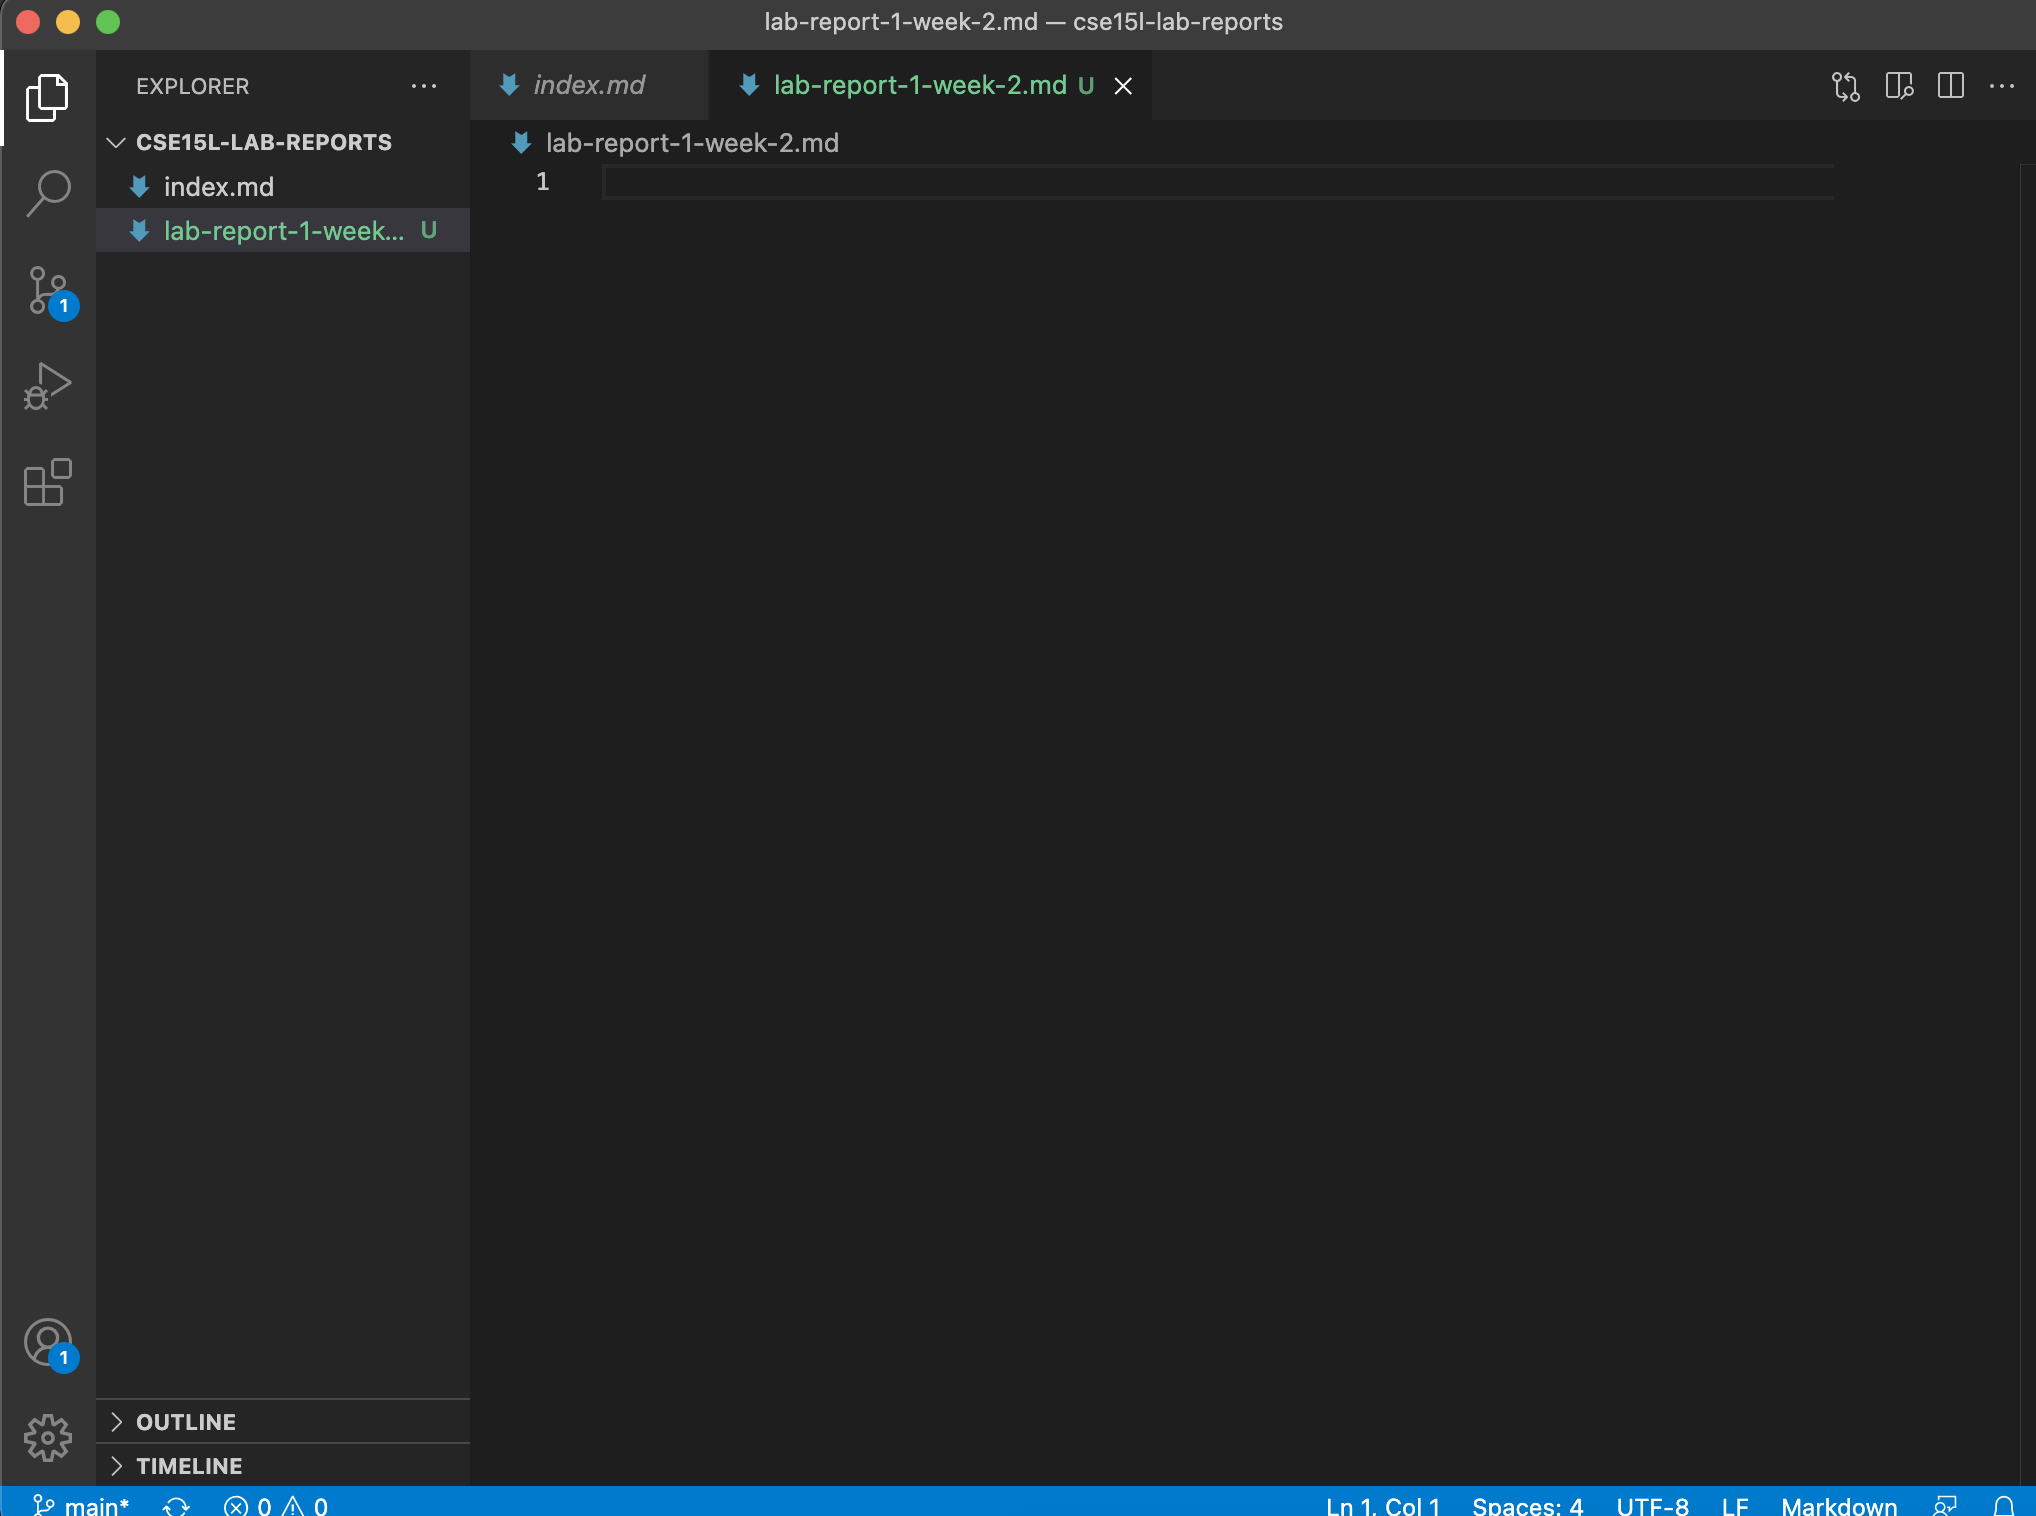 lab-report-1-week-2.md — cse15l-lab-reports
EXPLORER
index.md
lab-report-1-week-2.md U
CSE15L-LAB-REPORTS
lab-report-1-week-2.md
index.md
1
lab-report-1-week... U
1
1
OUTLINE
TIMELINE
main* 0 0 Ln 1, Col 1 Spaces: 4 UTF-8 LF Markdown